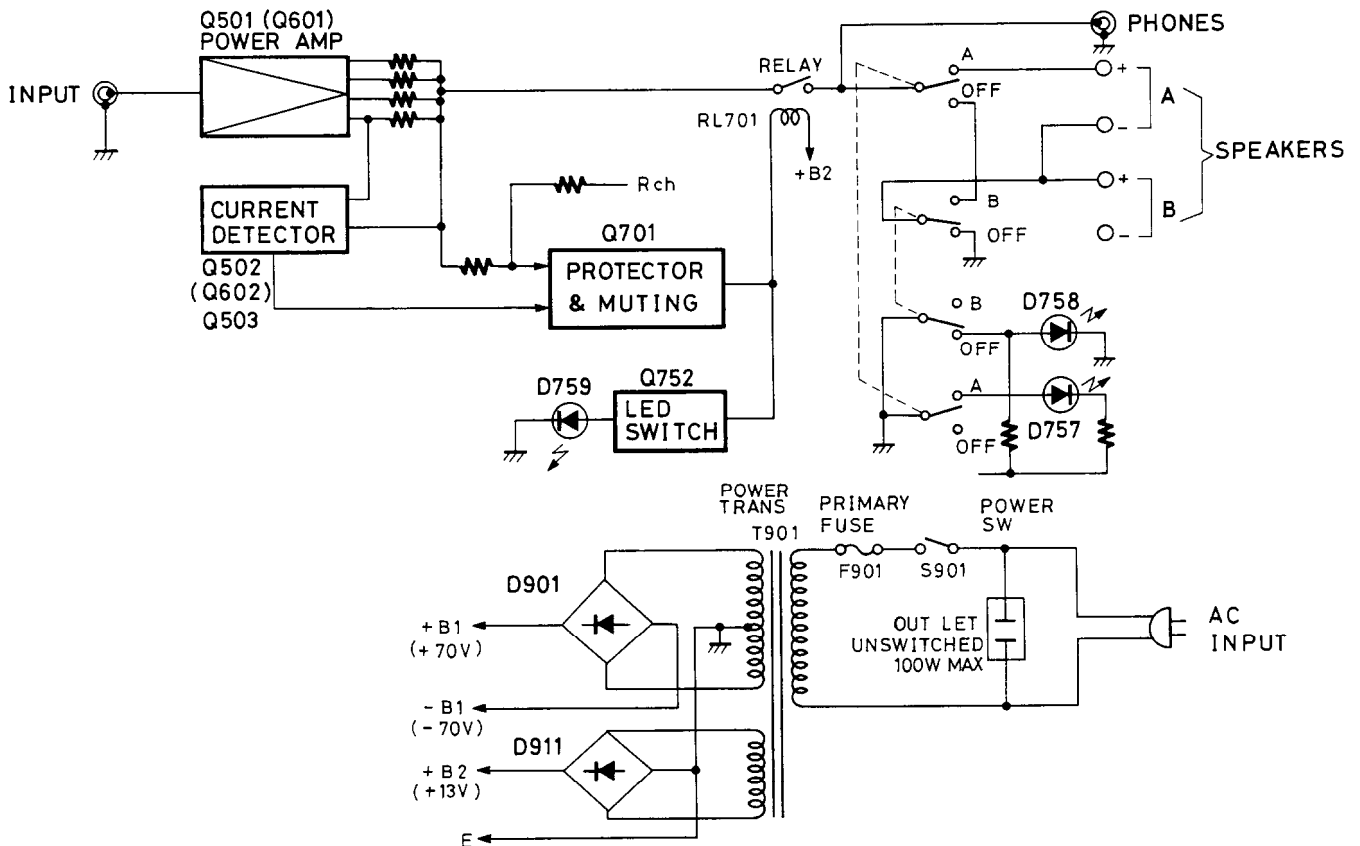 Q501 (Q601)
POWER AMP
INPUT
PHONES
RELAY
RL701
+B2
A
OFF
+
-
A
SPEAKERS
+
B
-
B
OFF
Rch
CURRENT
DETECTOR
Q502
(Q602)
Q503
Q701
PROTECTOR
& MUTING
B
OFF
D758
A
OFF
D757
D759
Q752
LED
SWITCH
POWER
TRANS
T901
PRIMARY
FUSE
F901
POWER
SW
S901
D901
+B1
(+70V)
-B1
(-70V)
OUT LET
UNSWITCHED
100W MAX
AC
INPUT
D911
+B2
(+13V)
E